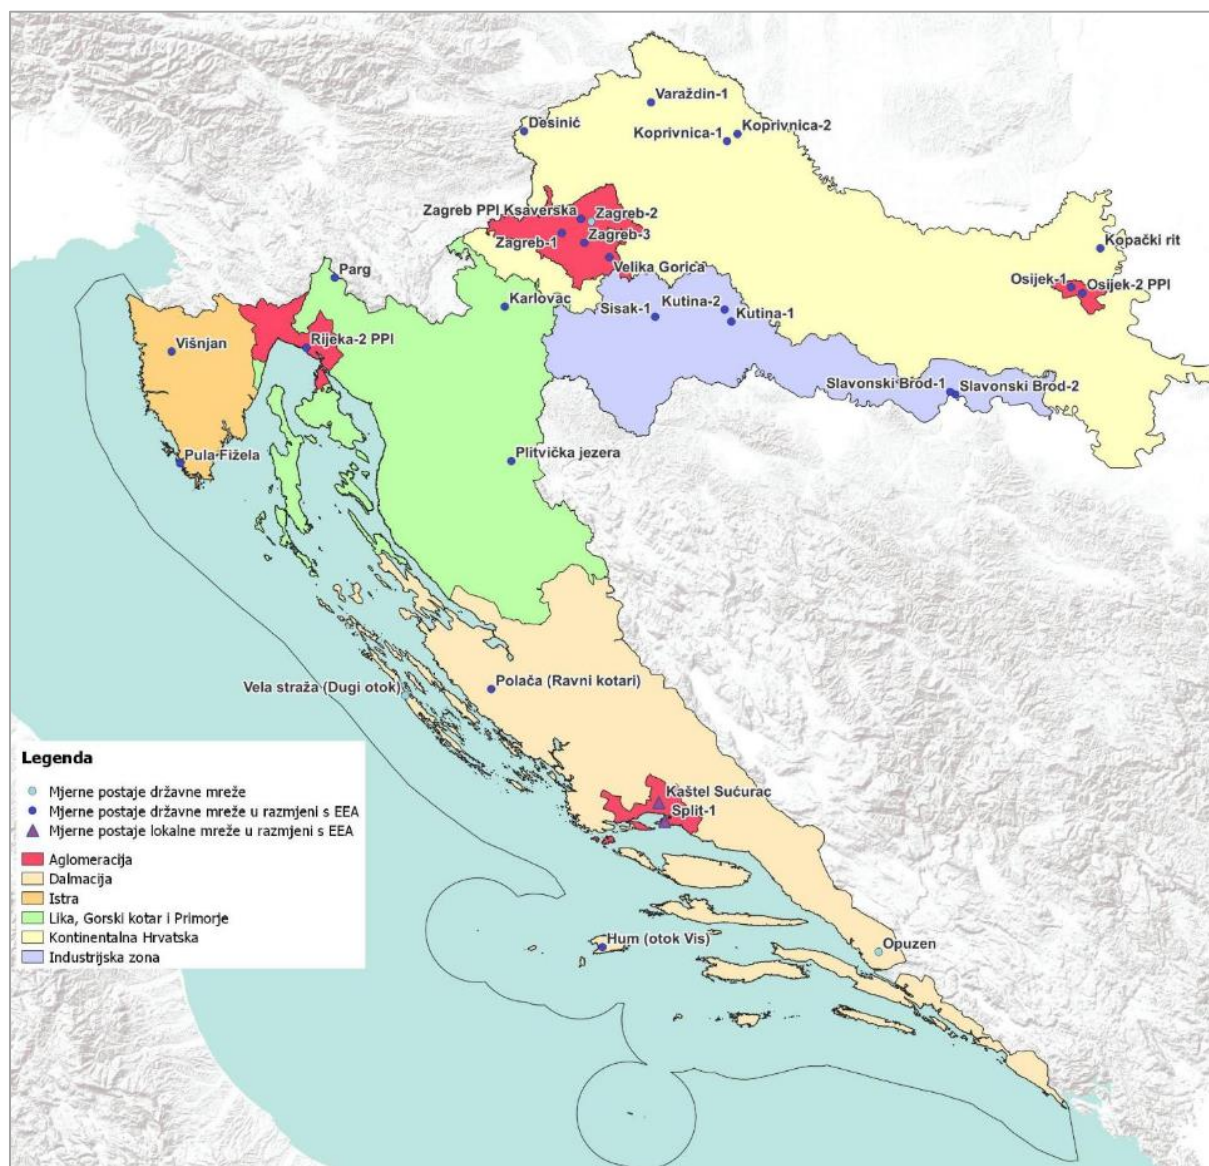 Varaždin-1
Desinić
Koprivnica-2
Koprivnica-1
Zagreb PPI Ksaverska
Zagreb-2
Zagreb-1
Zagreb-3
Velika Gorica
Kopački rit
Osijek-1
Osijek-2 PPI
Parg
Karlovac
Sisak-1
Kutina-2
Kutina-1
Višnjan
Rijeka-2 PPI
Slavonski Brod-1
Slavonski Brod-2
Pula Fižela
Plitvička jezera
Vela straža (Dugi otok)
Polača (Ravni kotari)
Kaštel Sućurac
Split-1
Hum (otok Vis)
Opuzen
Legenda
Mjerne postaje državne mreže
Mjerne postaje državne mreže u razmjeni s EEA
Mjerne postaje lokalne mreže u razmjeni s EEA
Aglomeracija
Dalmacija
Istra
Lika, Gorski kotar i Primorje
Kontinentalna Hrvatska
Industrijska zona